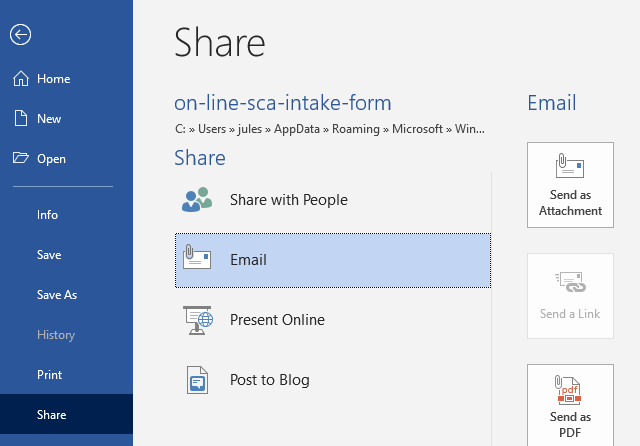 Share
Home
New
Open
Info
Save
Save As
History
Print
Share
on-line-sca-intake-form
C: » Users » jules » AppData » Roaming » Microsoft » Win...
Share
Share with People
Email
Present Online
Post to Blog
Email
Send as
Attachment
Send a Link
pdf
Send as
PDF